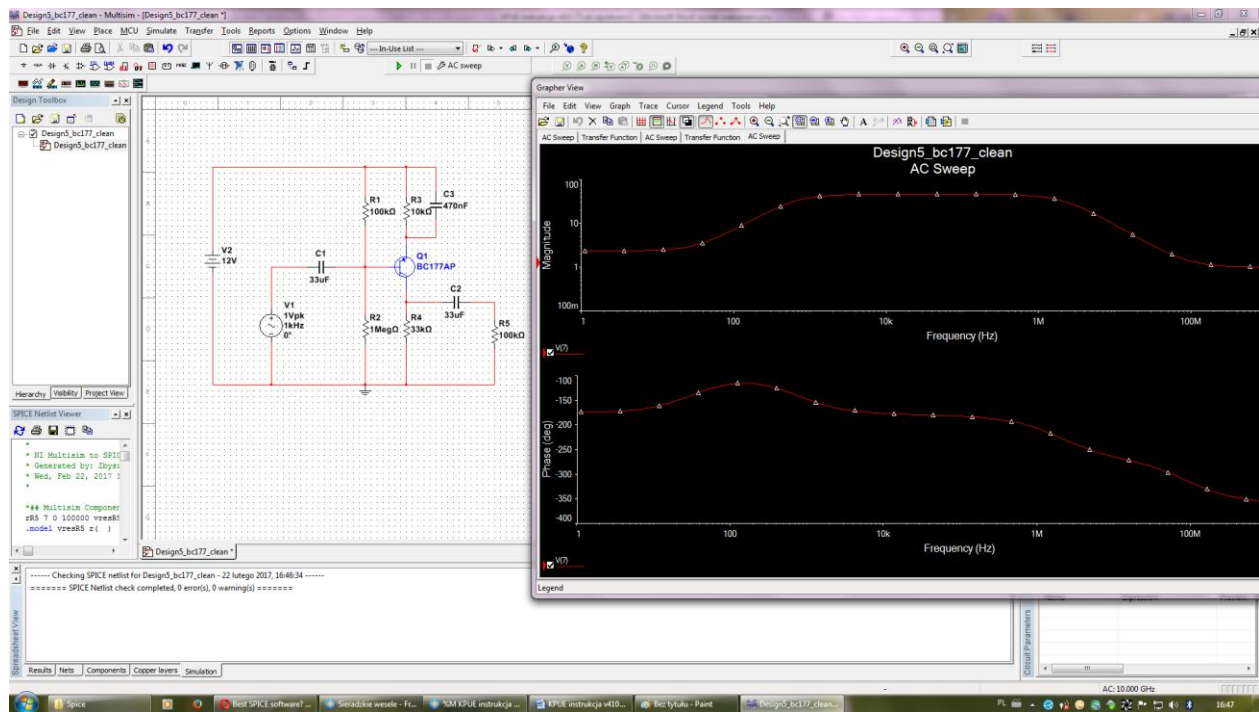 Design5_bc177_clean - Multisim - [Design5_bc177_clean *]
File Edit View Place MCU Simulate Transfer Tools Reports Options Window Help
--- In-Use List ---
AC sweep
Design Toolbox
Design5_bc177_clean
Design5_bc177_clean
Hierarchy Visibility Project View
SPICE Netlist Viewer
*
* NI Multisim to SPIC
* Generated by: Zbys
* Wed, Feb 22, 2017
*
*## Multisim Componen
rR5 7 0 100000 vresR5
.model vresR5 r( )
V2
12V
R1
100kΩ
R3
10kΩ
C3
470nF
C1
33uF
Q1
BC177AP
V1
1Vpk
1kHz
0°
R2
1MegΩ
R4
33kΩ
C2
33uF
R5
100kΩ
Design5_bc177_clean *
Grapher View
File Edit View Graph Trace Cursor Legend Tools Help
AC Sweep Transfer Function AC Sweep Transfer Function AC Sweep
Design5_bc177_clean
AC Sweep
Magnitude
100
10
1
100m
1 100 10k 1M 100M
Frequency (Hz)
V(7)
Phase (deg)
-100
-150
-200
-250
-300
-350
-400
1 100 10k 1M 100M
Frequency (Hz)
V(7)
Legend
------ Checking SPICE netlist for Design5_bc177_clean - 22 lutego 2017, 16:46:34 ------
======= SPICE Netlist check completed, 0 error(s), 0 warning(s) =======
Spreadsheet View
Results Nets Components Copper layers Simulation
Circuit Parameters
AC: 10.000 GHz
Spice
Best SPICE software? ...
Sieradzkie wesele - Fr...
%M KPUE instrukcja ...
KPUE instrukcja v410...
Bez tytułu - Paint
Design5_bc177_clean...
PL
16:47